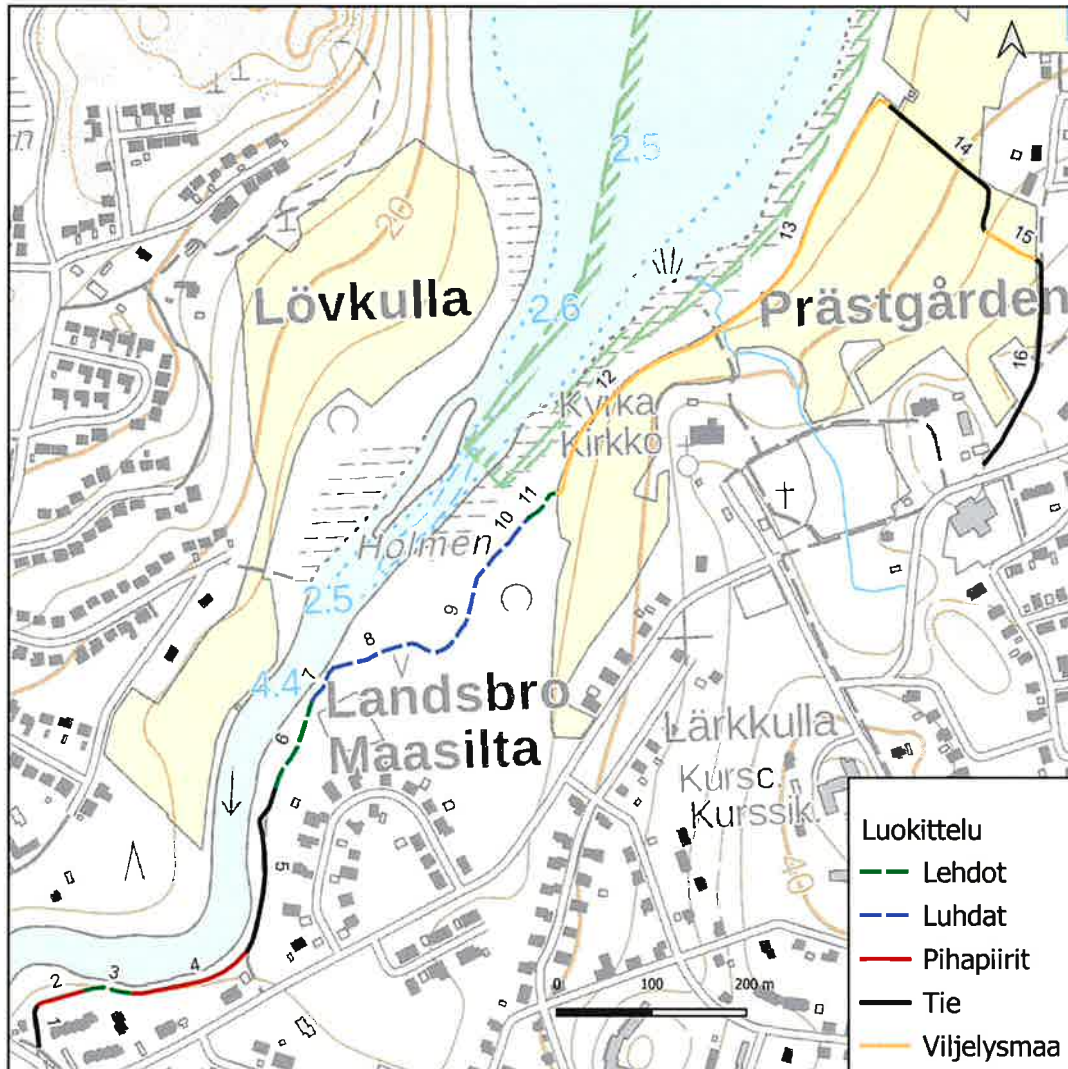 2.5
14
20
13
15
Lövkulla
2.6
Prästgården
16
12
Kyrka
Kirkko
11
10
Holmen
2.5
9
8
7
4.4
Landsbro
Maasilta
6
Lärkkulla
Kursc
Kurssik.
40
5
4
3
2
1
0 100 200 m
Luokittelu
Lehdot
Luhdat
Pihapiirit
Tie
Viljelysmaa